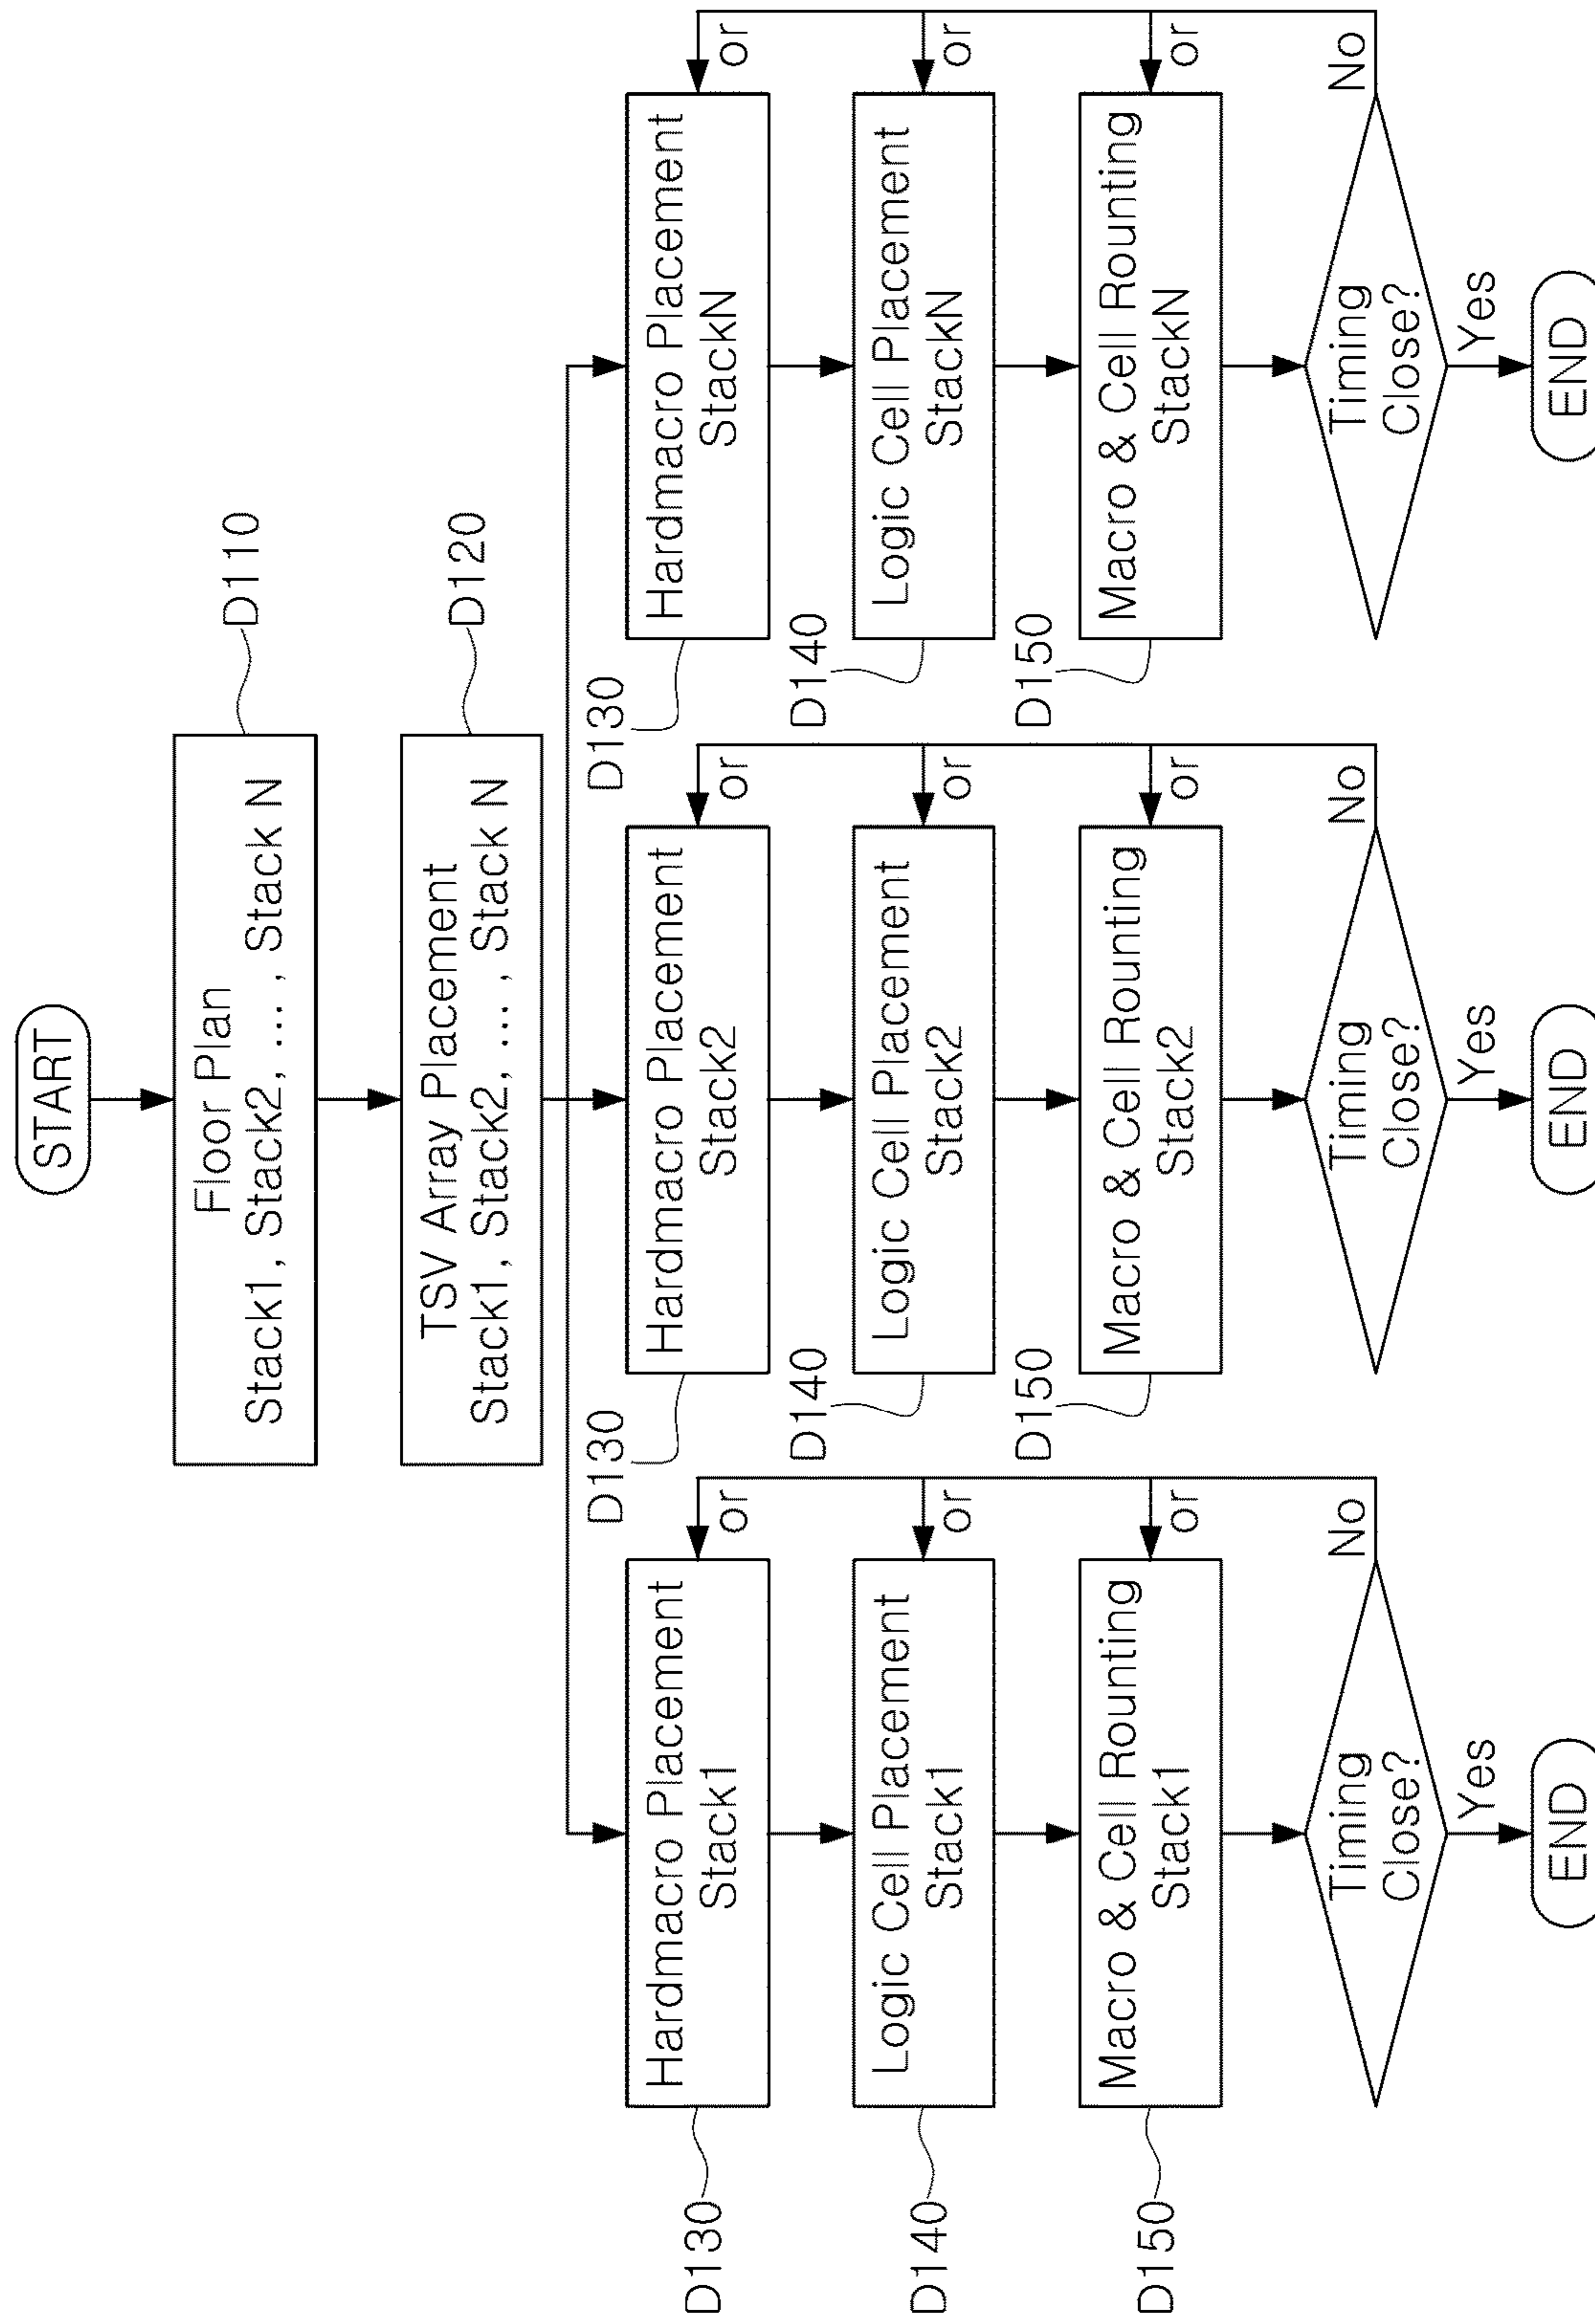 START
Floor Plan
Stack1, Stack2, ... , Stack N
D110
TSV Array Placement
Stack1, Stack2, ... , Stack N
D120
D130
Hardmacro Placement
Stack1
or
D130
Hardmacro Placement
Stack2
or
D130
Hardmacro Placement
StackN
or
D140
Logic Cell Placement
Stack1
or
D140
Logic Cell Placement
Stack2
or
D140
Logic Cell Placement
StackN
or
D150
Macro & Cell Rounting
Stack1
or
D150
Macro & Cell Rounting
Stack2
or
D150
Macro & Cell Rounting
StackN
or
Timing
Close?
No
Timing
Close?
No
Timing
Close?
No
Yes
Yes
Yes
END
END
END